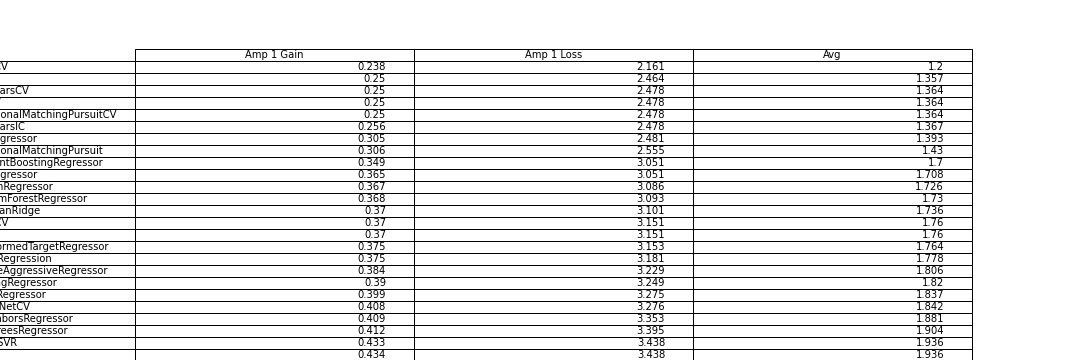 Amp 1 Gain Amp 1 Loss Avg
CV 0.238 2.161 1.2
0.25 2.464 1.357
arsCV 0.25 2.478 1.364
0.25 2.478 1.364
onalMatchingPursuitCV 0.25 2.478 1.364
arsIC 0.256 2.478 1.367
gressor 0.305 2.481 1.393
onalMatchingPursuit 0.306 2.555 1.43
ntBoostingRegressor 0.349 3.051 1.7
gressor 0.365 3.051 1.708
nRegressor 0.367 3.086 1.726
mForestRegressor 0.368 3.093 1.73
anRidge 0.37 3.101 1.736
CV 0.37 3.151 1.76
0.37 3.151 1.76
ormedTargetRegressor 0.375 3.153 1.764
Regression 0.375 3.181 1.778
eAggressiveRegressor 0.384 3.229 1.806
gRegressor 0.39 3.249 1.82
Regressor 0.399 3.275 1.837
NetCV 0.408 3.276 1.842
aborsRegressor 0.409 3.353 1.881
reesRegressor 0.412 3.395 1.904
SVR 0.433 3.438 1.936
0.434 3.438 1.936